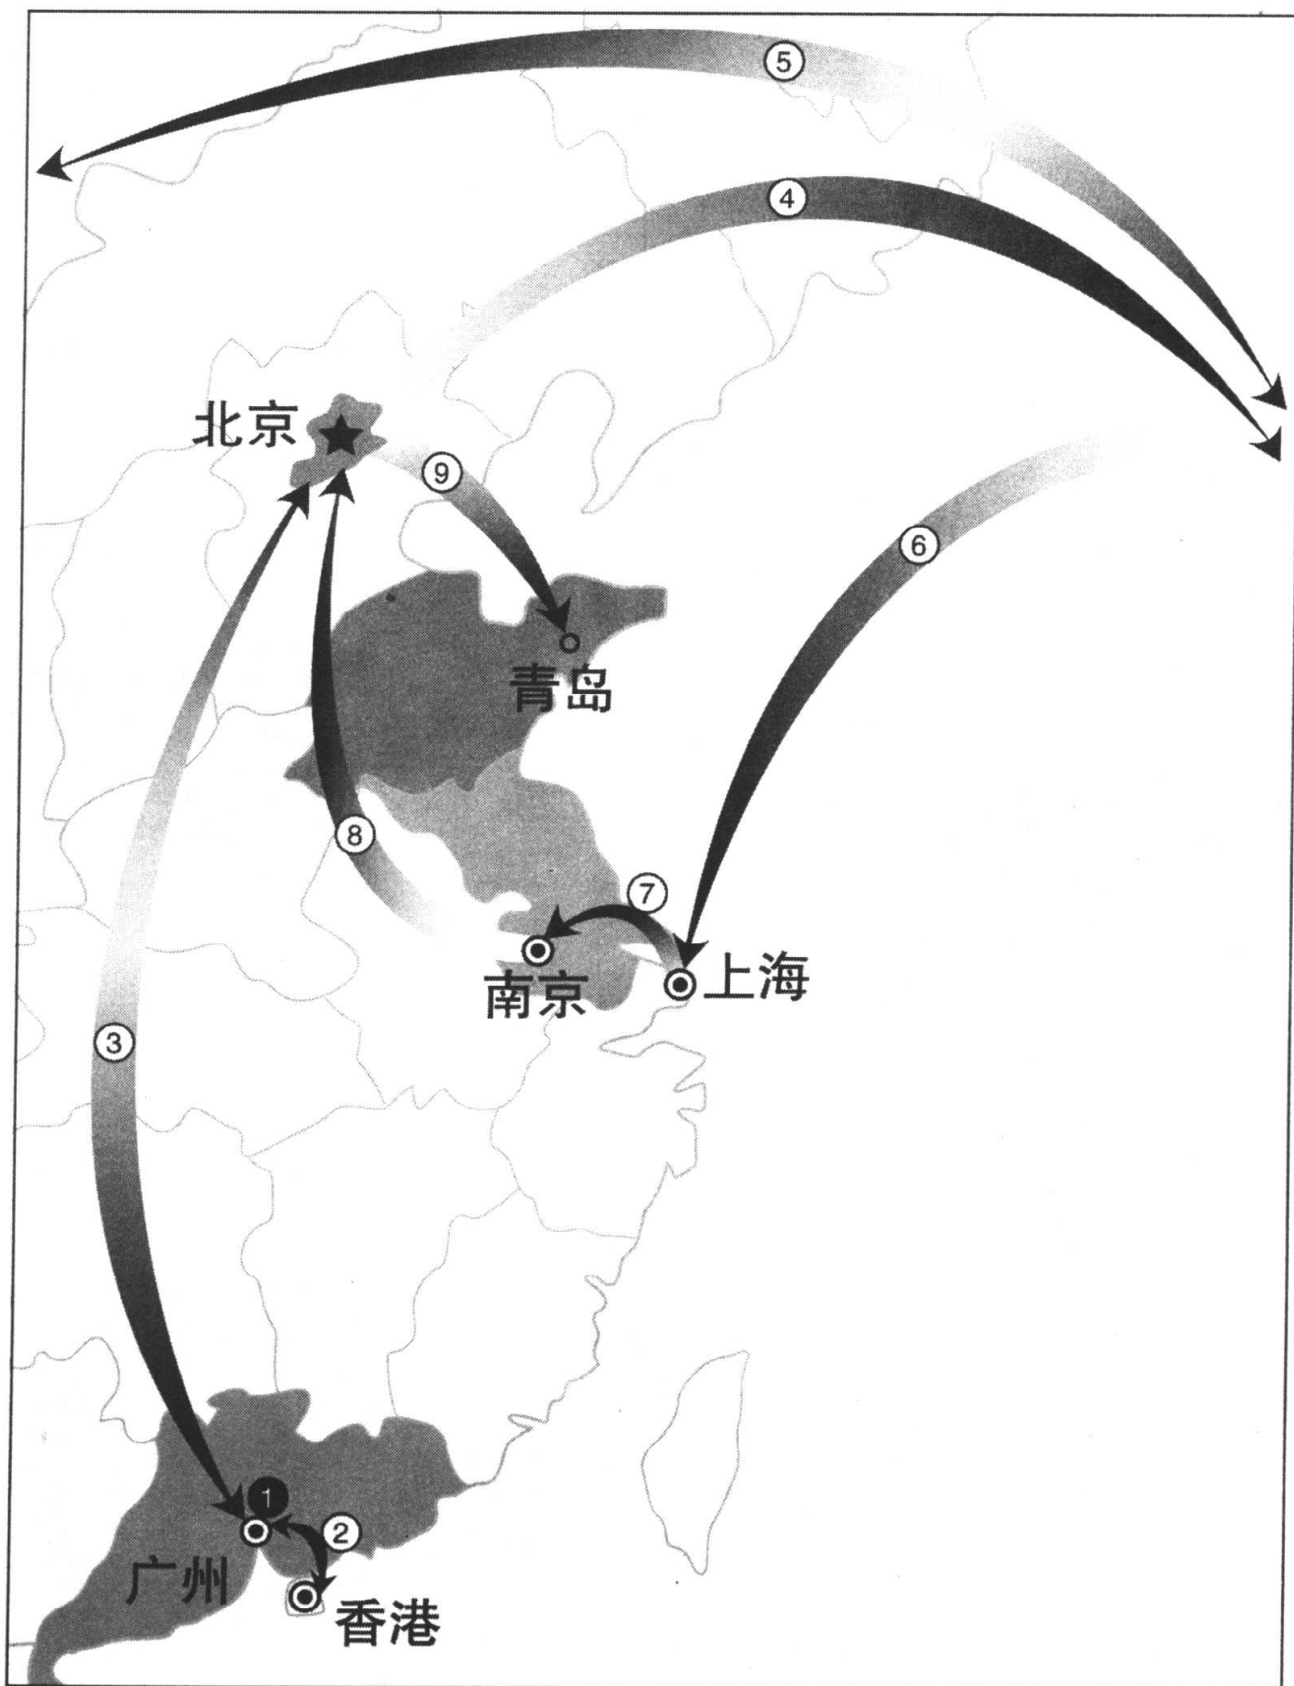 ⑤
④
北京
⑨
⑥
青岛
⑧
⑦
南京
上海
③
❶
②
广州
香港